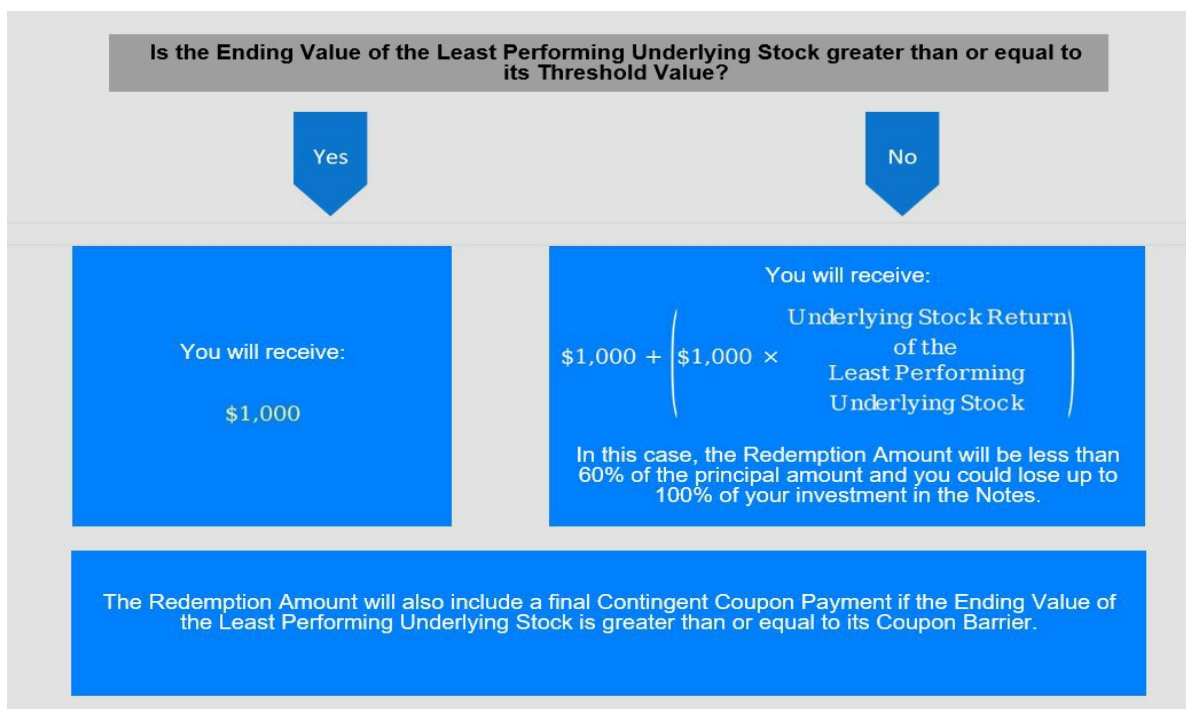 Is the Ending Value of the Least Performing Underlying Stock greater than or equal to
its Threshold Value?
Yes
No
You will receive:
$1,000
You will receive:
$1,000 + ($1,000 × Underlying Stock Return
of the
Least Performing
Underlying Stock)
In this case, the Redemption Amount will be less than
60% of the principal amount and you could lose up to
100% of your investment in the Notes.
The Redemption Amount will also include a final Contingent Coupon Payment if the Ending Value of
the Least Performing Underlying Stock is greater than or equal to its Coupon Barrier.